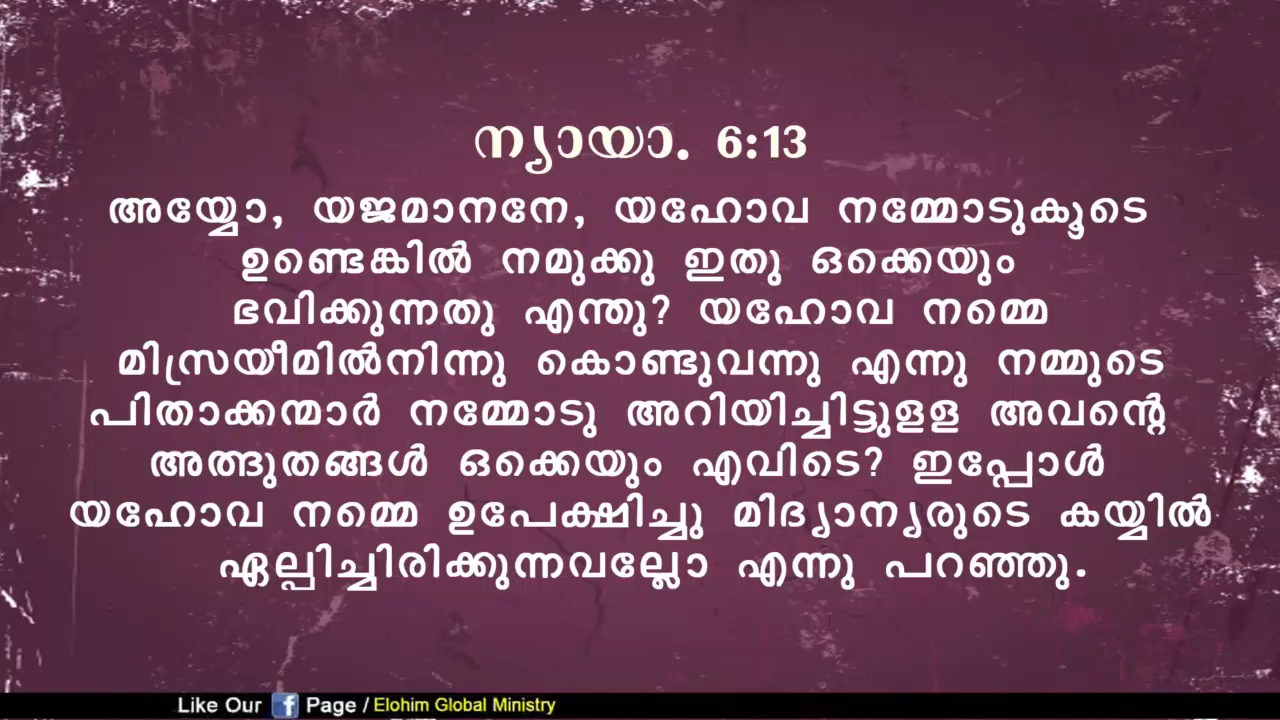 ന്യായാ. 6:13
അയ്യോ, യജമാനനേ, യഹോവ നമ്മോടുകൂടെ
ഉണ്ടെങ്കിൽ നമുക്കു ഇതു ഒക്കെയും
ഭവിക്കുന്നതു എന്തു? യഹോവ നമ്മെ
മിസ്രയീമിൽനിന്നു കൊണ്ടുവന്നു എന്നു നമ്മുടെ
പിതാക്കന്മാർ നമ്മോടു അറിയിച്ചിട്ടുളള അവന്റെ
അത്ഭുതങ്ങൾ ഒക്കെയും എവിടെ? ഇപ്പോൾ
യഹോവ നമ്മെ ഉപേക്ഷിച്ചു മിദ്യാന്യരുടെ കയ്യിൽ
ഏല്പിച്ചിരിക്കുന്നവല്ലോ എന്നു പറഞ്ഞു.
Like Our f Page / Elohim Global Ministry